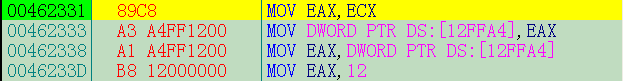 00462331 89C8 MOV EAX,ECX
00462333 A3 A4FF1200 MOV DWORD PTR DS:[12FFA4],EAX
00462338 A1 A4FF1200 MOV EAX,DWORD PTR DS:[12FFA4]
0046233D B8 12000000 MOV EAX,12